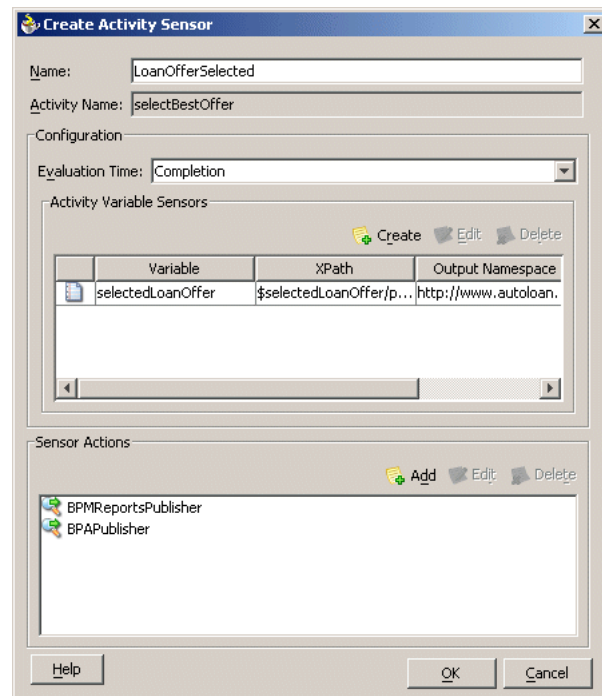 Create Activity Sensor
Name: LoanOfferSelected
Activity Name: selectBestOffer
Configuration
Evaluation Time: Completion
Activity Variable Sensors
Create Edit Delete
Variable XPath Output Namespace
selectedLoanOffer $selectedLoanOffer/p... http://www.autoloan.
Sensor Actions
Add Edit Delete
BPMReportsPublisher
BPAPublisher
Help OK Cancel